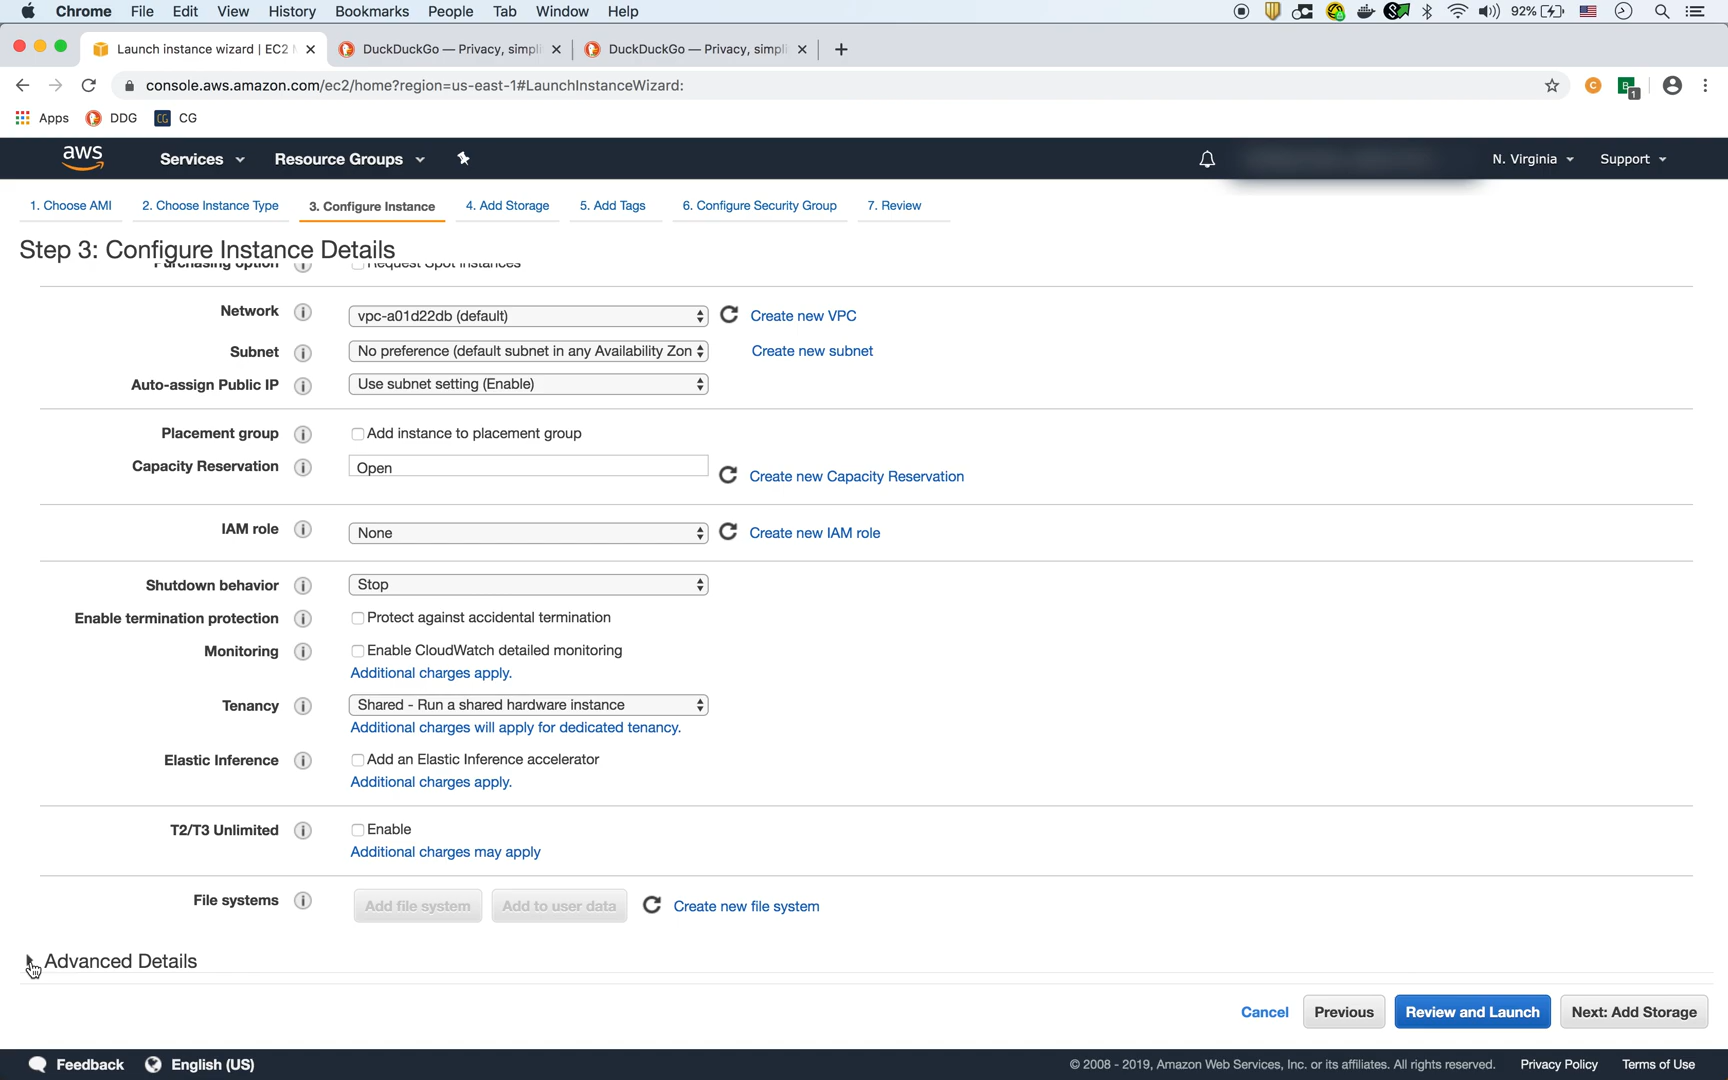 Chrome File Edit View History Bookmarks People Tab Window Help 92%
Launch instance wizard | EC2 M DuckDuckGo — Privacy, simpli DuckDuckGo — Privacy, simpli
console.aws.amazon.com/ec2/home?region=us-east-1#LaunchInstanceWizard:
Apps DDG CG CG
aws Services Resource Groups N. Virginia Support
1. Choose AMI 2. Choose Instance Type 3. Configure Instance 4. Add Storage 5. Add Tags 6. Configure Security Group 7. Review
Step 3: Configure Instance Details
Purchasing option Request Spot instances
Network vpc-a01d22db (default) Create new VPC
Subnet No preference (default subnet in any Availability Zon Create new subnet
Auto-assign Public IP Use subnet setting (Enable)
Placement group Add instance to placement group
Capacity Reservation Open Create new Capacity Reservation
IAM role None Create new IAM role
Shutdown behavior Stop
Enable termination protection Protect against accidental termination
Monitoring Enable CloudWatch detailed monitoring
Additional charges apply.
Tenancy Shared - Run a shared hardware instance
Additional charges will apply for dedicated tenancy.
Elastic Inference Add an Elastic Inference accelerator
Additional charges apply.
T2/T3 Unlimited Enable
Additional charges may apply
File systems Add file system Add to user data Create new file system
Advanced Details
Cancel Previous Review and Launch Next: Add Storage
Feedback English (US) © 2008 - 2019, Amazon Web Services, Inc. or its affiliates. All rights reserved. Privacy Policy Terms of Use